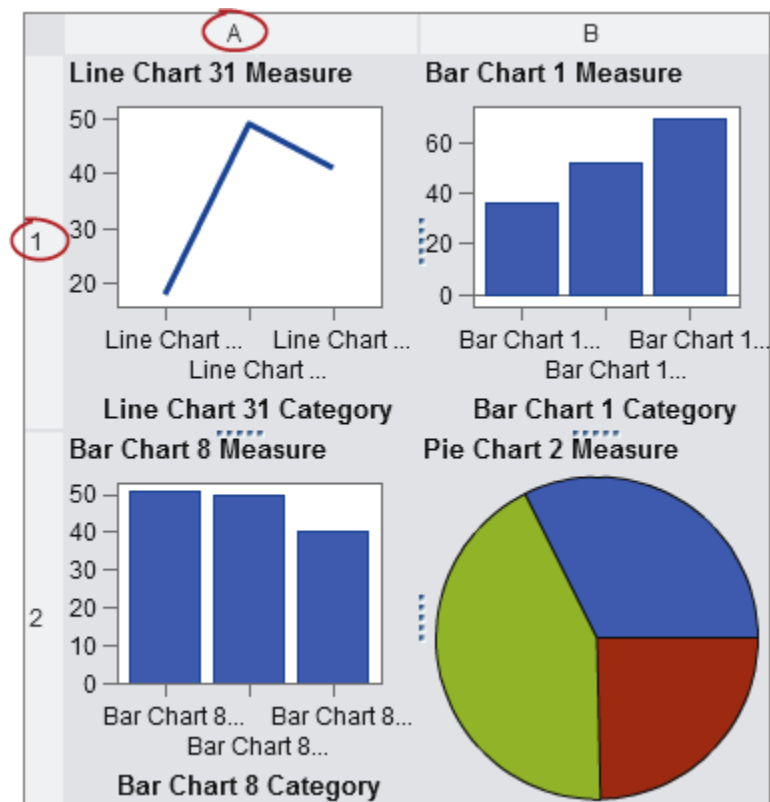 A
B
1
Line Chart 31 Measure
50
40
30
20
Line Chart ...
Line Chart ...
Line Chart ...
Line Chart 31 Category
Bar Chart 1 Measure
60
40
20
0
Bar Chart 1...
Bar Chart 1...
Bar Chart 1...
Bar Chart 1 Category
2
Bar Chart 8 Measure
50
40
30
20
10
0
Bar Chart 8...
Bar Chart 8...
Bar Chart 8...
Bar Chart 8 Category
Pie Chart 2 Measure